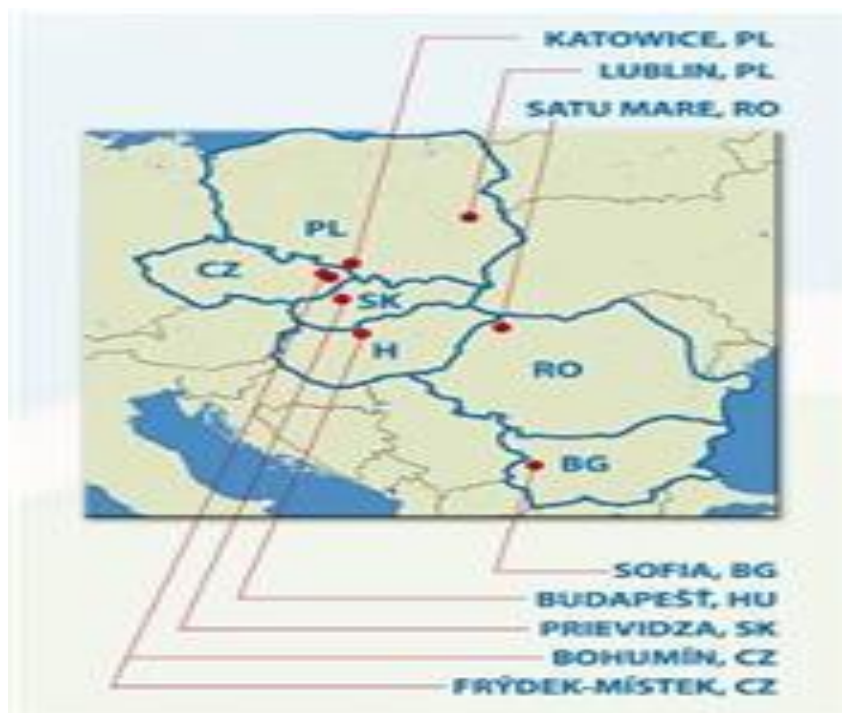 KATOWICE, PL
LUBLIN, PL
SATU MARE, RO
PL
CZ
SK
H
RO
BG
SOFIA, BG
BUDAPEŠŤ, HU
PRIEVIDZA, SK
BOHUMÍN, CZ
FRÝDEK-MÍSTEK, CZ